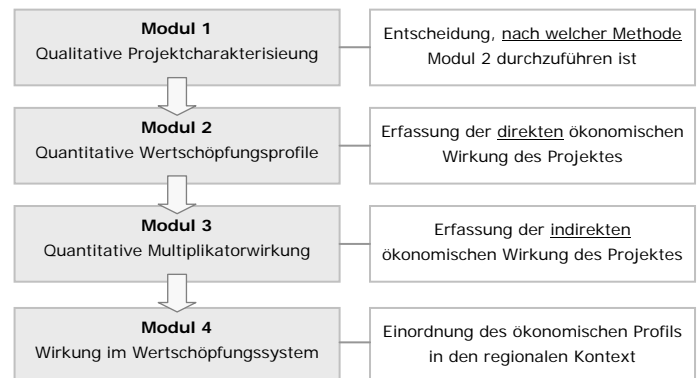 Modul 1
Qualitative Projektcharakterisieung
Entscheidung, nach welcher Methode
Modul 2 durchzuführen ist
Modul 2
Quantitative Wertschöpfungsprofile
Erfassung der direkten ökonomischen
Wirkung des Projektes
Modul 3
Quantitative Multiplikatorwirkung
Erfassung der indirekten
ökonomischen Wirkung des Projektes
Modul 4
Wirkung im Wertschöpfungssystem
Einordnung des ökonomischen Profils
in den regionalen Kontext